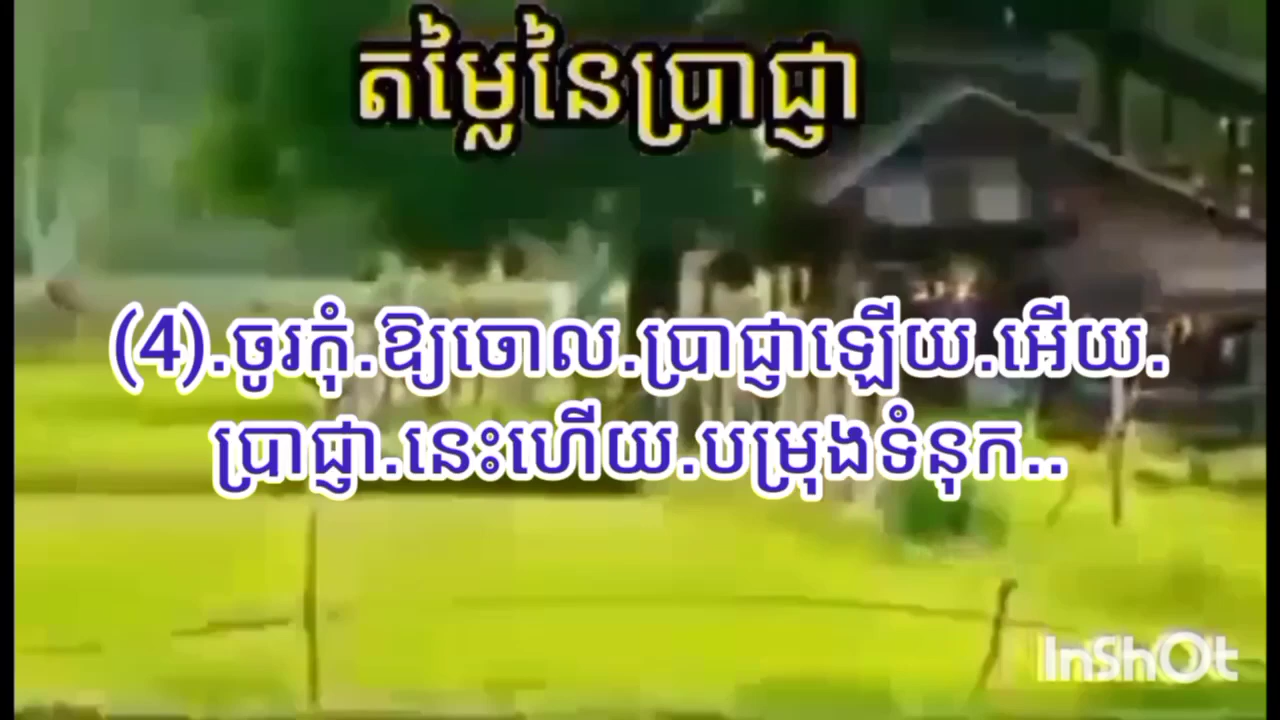 តម្លៃនៃប្រាជ្ញា
(4).ចូរកុំ.ឱ្យចោល.ប្រាជ្ញាឡើយ.អើយ.
ប្រាជ្ញា.នេះហើយ.បម្រុងទំនុក..
InShOt